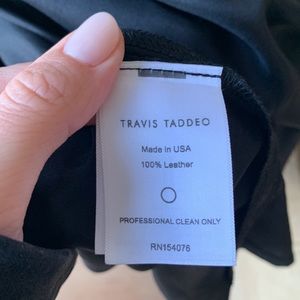 TRAVIS TADDEO
Made in USA
100% Leather
PROFESSIONAL CLEAN ONLY
RN154076